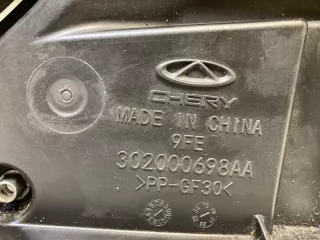 CHERY
MADE IN CHINA
9FE
302000698AA
>PP-GF30<